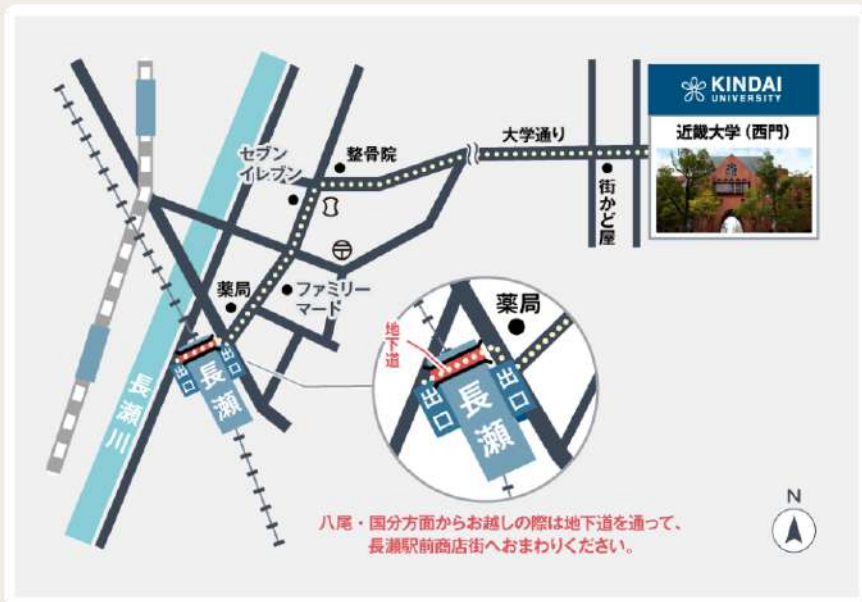 KINDAI
UNIVERSITY
近畿大学（西門）
大学通り
整骨院
セブン
イレブン
街かど屋
薬局
ファミリー
マード
長瀬川
出口
長瀬
出口
薬局
地下道
出口
長瀬
出口
八尾・国分方面からお越しの際は地下道を通って、
長瀬駅前商店街へおまわりください。
N